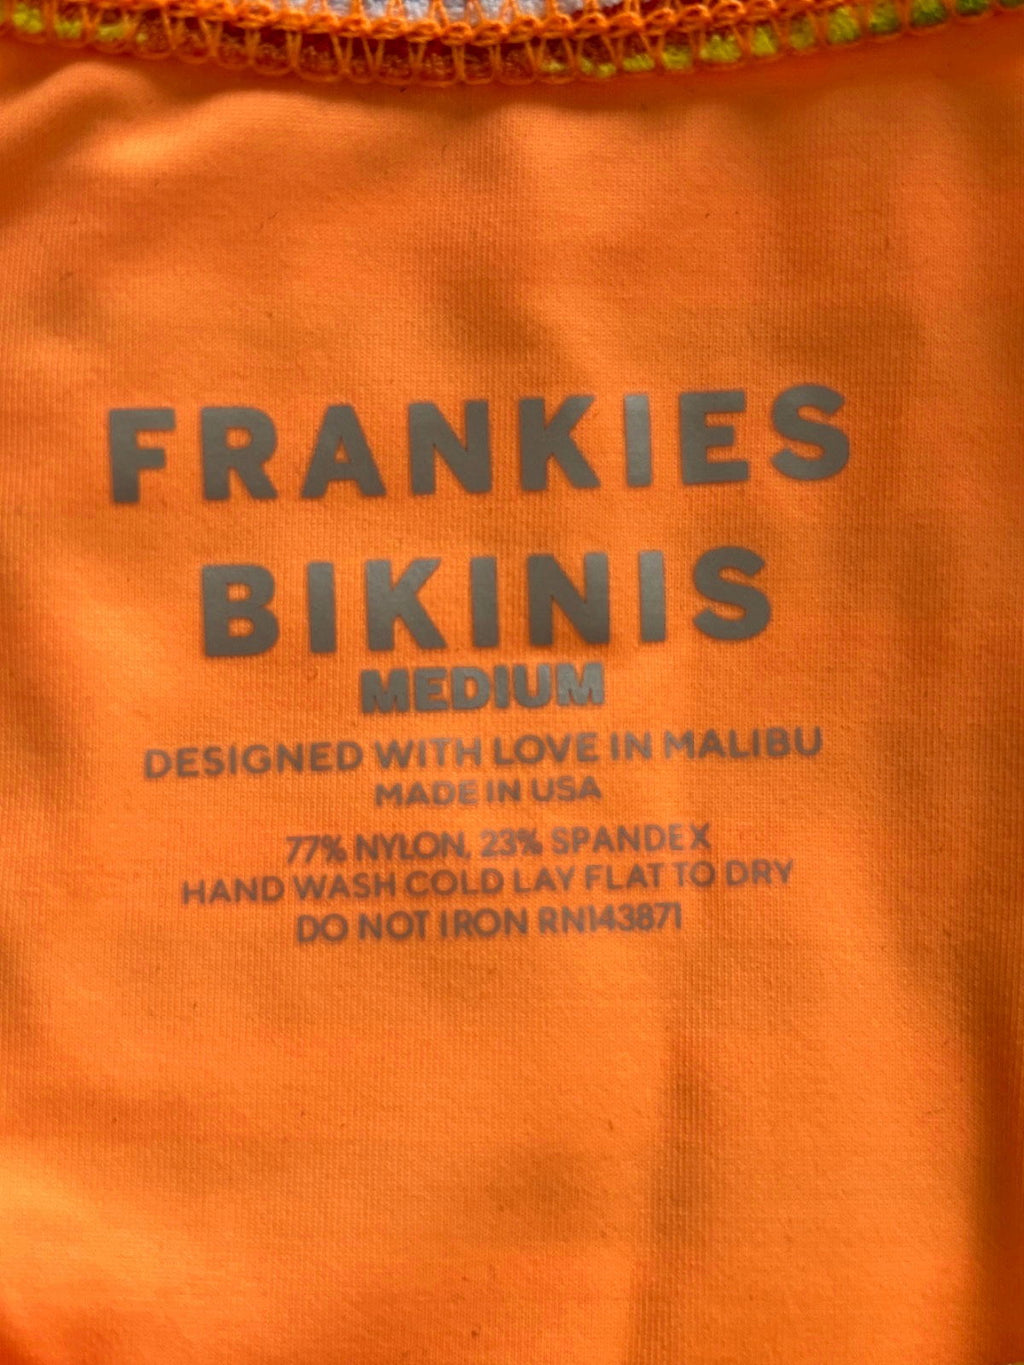 FRANKIES
BIKINIS
MEDIUM
DESIGNED WITH LOVE IN MALIBU
MADE IN USA
77% NYLON, 23% SPANDEX
HAND WASH COLD LAY FLAT TO DRY
DO NOT IRON RN143871